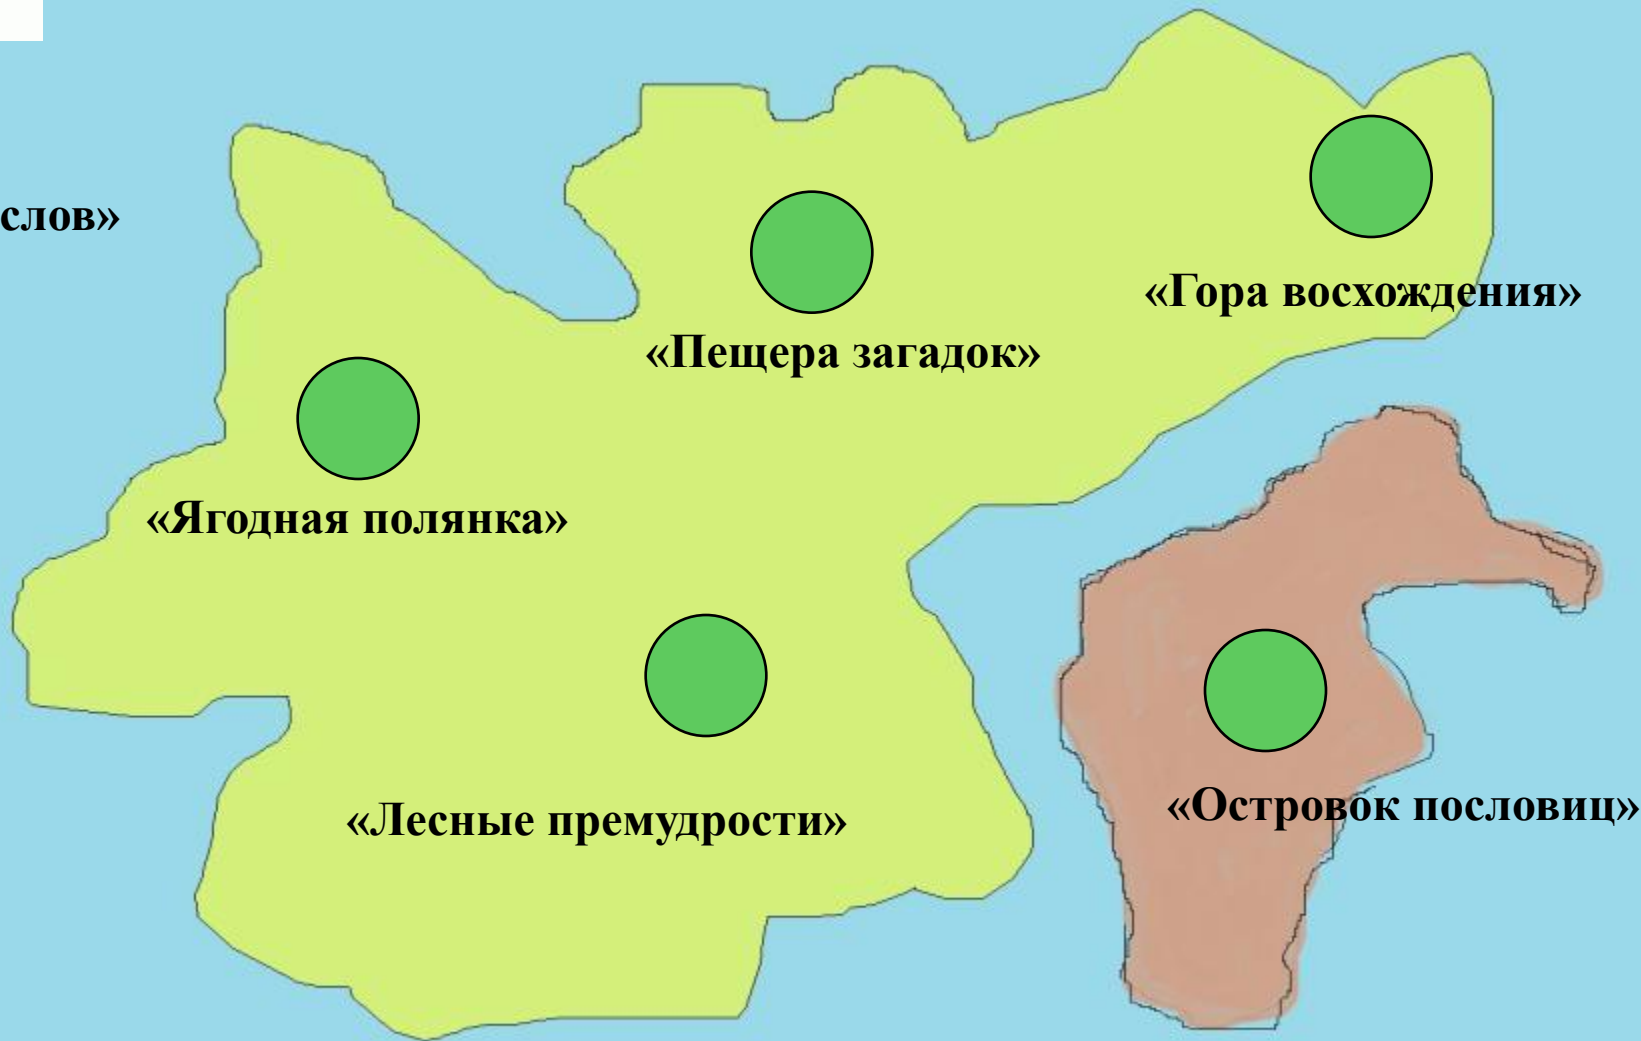 слов»
«Гора восхождения»
«Пещера загадок»
«Ягодная полянка»
«Лесные премудрости»
«Островок пословиц»